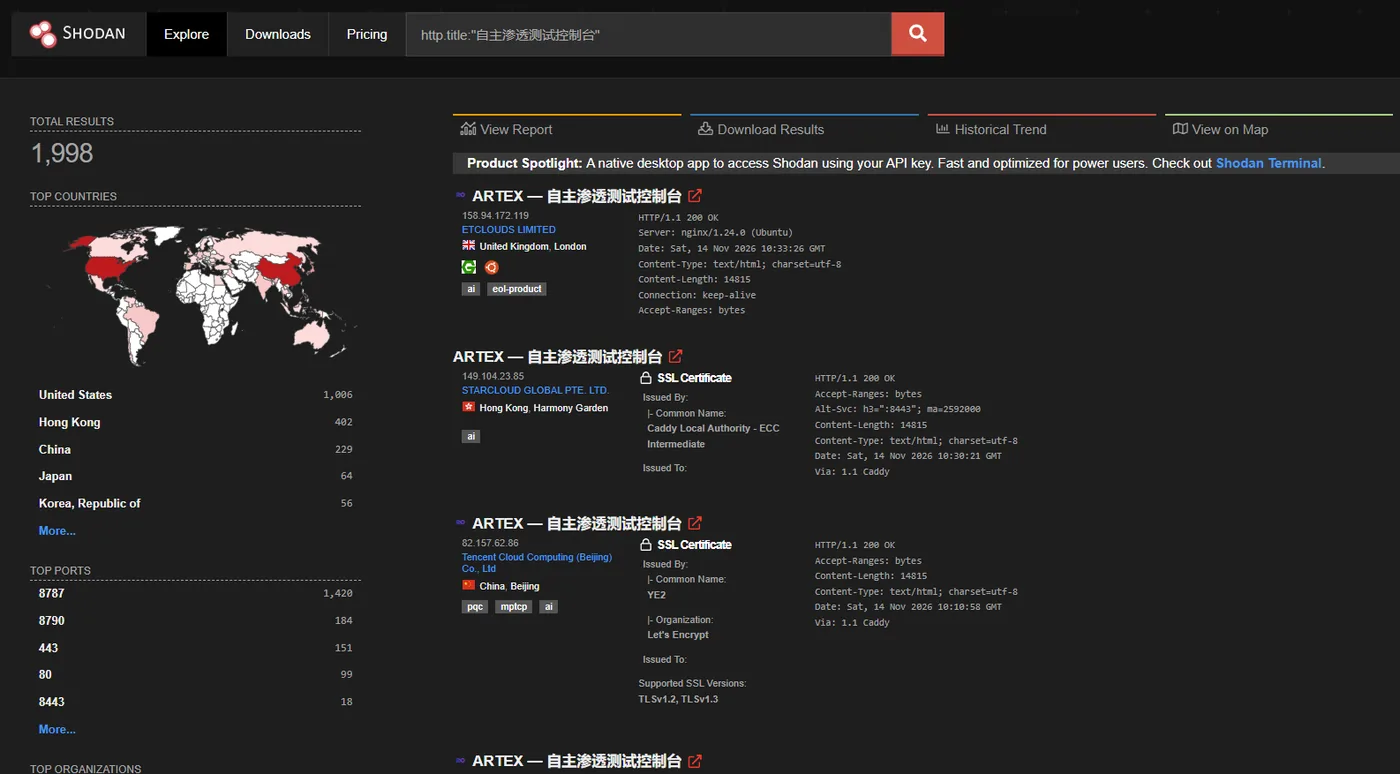 SHODAN
Explore
Downloads
Pricing
http.title:"自主渗透测试控制台"
TOTAL RESULTS
1,998
TOP COUNTRIES
United States 1,006
Hong Kong 402
China 229
Japan 64
Korea, Republic of 56
More...
TOP PORTS
8787 1,420
8790 184
443 151
80 99
8443 18
More...
TOP ORGANIZATIONS
View Report
Download Results
Historical Trend
View on Map
Product Spotlight: A native desktop app to access Shodan using your API key. Fast and optimized for power users. Check out Shodan Terminal.
ARTEX — 自主渗透测试控制台
158.94.172.119
ETCLOUDS LIMITED
United Kingdom, London
ai
eol-product
HTTP/1.1 200 OK
Server: nginx/1.24.0 (Ubuntu)
Date: Sat, 14 Nov 2026 10:33:26 GMT
Content-Type: text/html; charset=utf-8
Content-Length: 14815
Connection: keep-alive
Accept-Ranges: bytes
ARTEX — 自主渗透测试控制台
149.104.23.85
STARCLOUD GLOBAL PTE. LTD.
Hong Kong, Harmony Garden
ai
SSL Certificate
Issued By:
|- Common Name:
Caddy Local Authority - ECC
Intermediate
Issued To:
HTTP/1.1 200 OK
Accept-Ranges: bytes
Alt-Svc: h3=":8443"; ma=2592000
Content-Length: 14815
Content-Type: text/html; charset=utf-8
Date: Sat, 14 Nov 2026 10:30:21 GMT
Via: 1.1 Caddy
ARTEX — 自主渗透测试控制台
82.157.62.86
Tencent Cloud Computing (Beijing)
Co., Ltd
China, Beijing
pqc
mptcp
ai
SSL Certificate
Issued By:
|- Common Name:
YE2
|- Organization:
Let's Encrypt
Issued To:
Supported SSL Versions:
TLSv1.2, TLSv1.3
HTTP/1.1 200 OK
Accept-Ranges: bytes
Content-Length: 14815
Content-Type: text/html; charset=utf-8
Date: Sat, 14 Nov 2026 10:10:58 GMT
Via: 1.1 Caddy
ARTEX — 自主渗透测试控制台